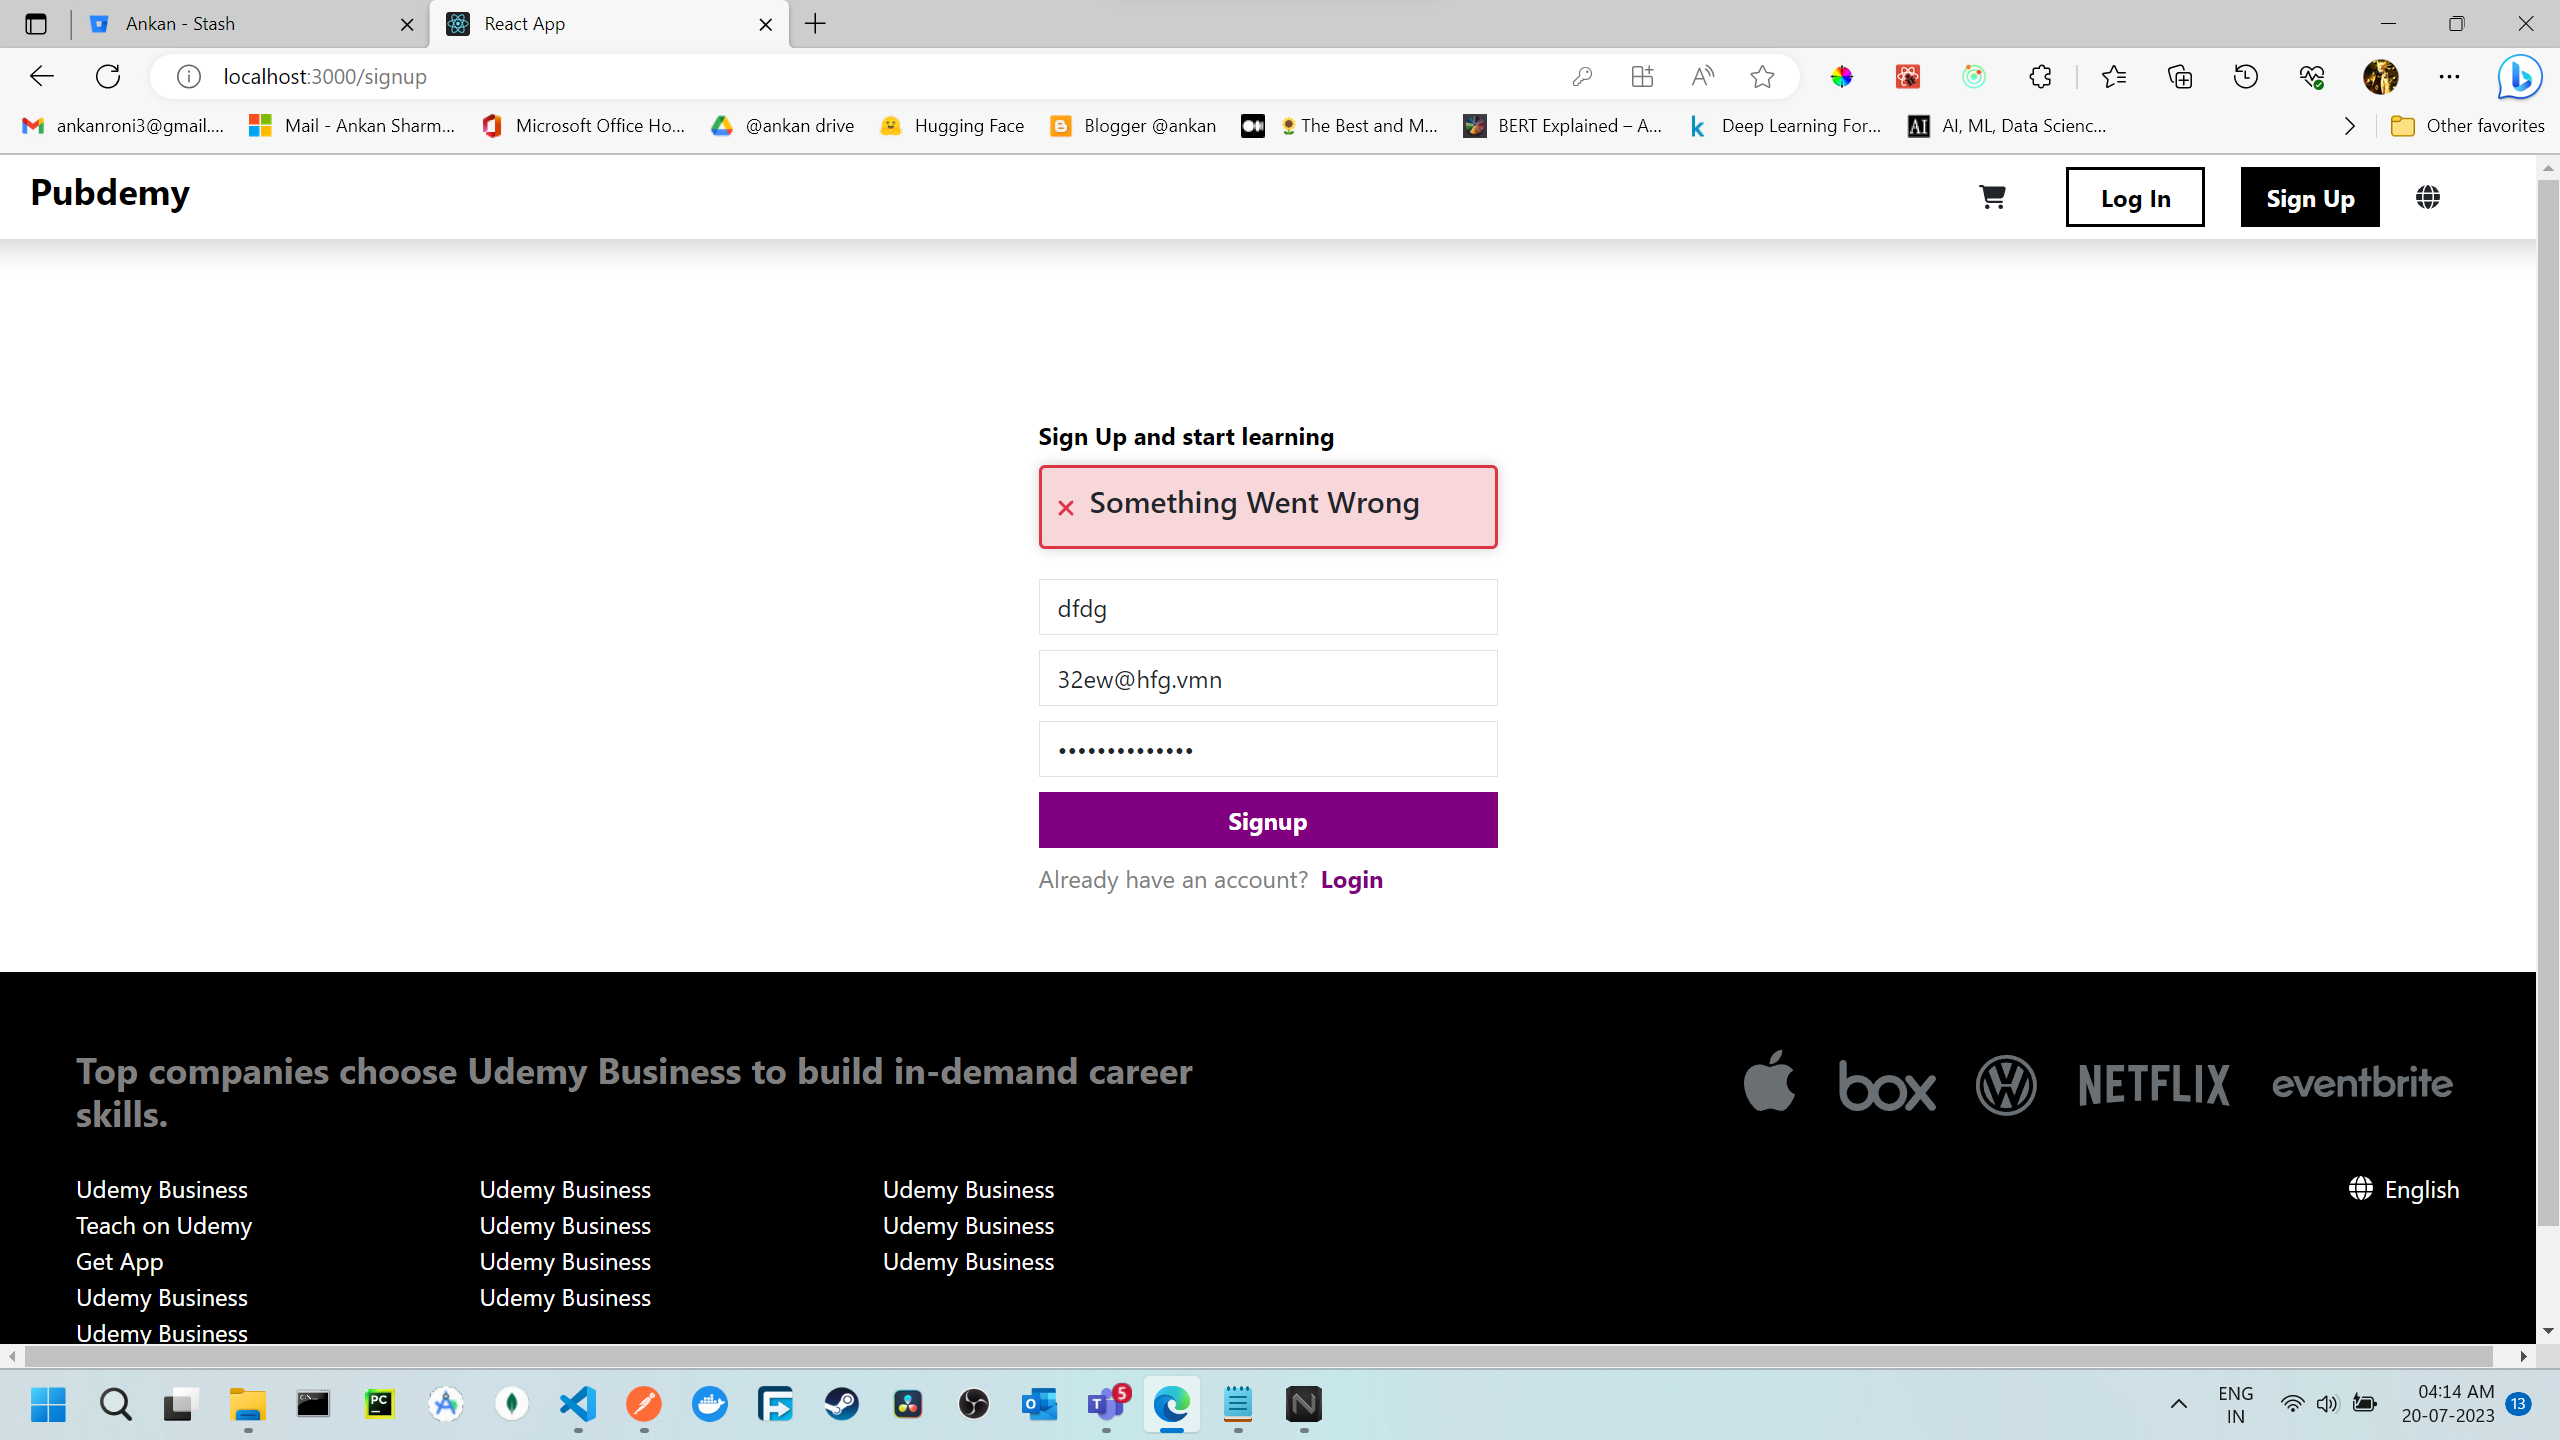 Ankan - Stash
React App
localhost:3000/signup
ankanroni3@gmail....
Mail - Ankan Sharm...
Microsoft Office Ho...
@ankan drive
Hugging Face
Blogger @ankan
The Best and M...
BERT Explained – A...
Deep Learning For...
AI, ML, Data Scienc...
Other favorites
Pubdemy
Log In
Sign Up
Sign Up and start learning
Something Went Wrong
dfdg
32ew@hfg.vmn
Signup
Already have an account? Login
Top companies choose Udemy Business to build in-demand career
skills.
box
NETFLIX
eventbrite
Udemy Business
Udemy Business
Udemy Business
English
Teach on Udemy
Udemy Business
Udemy Business
Get App
Udemy Business
Udemy Business
Udemy Business
Udemy Business
Udemy Business
5
ENG
IN
04:14 AM
20-07-2023
13